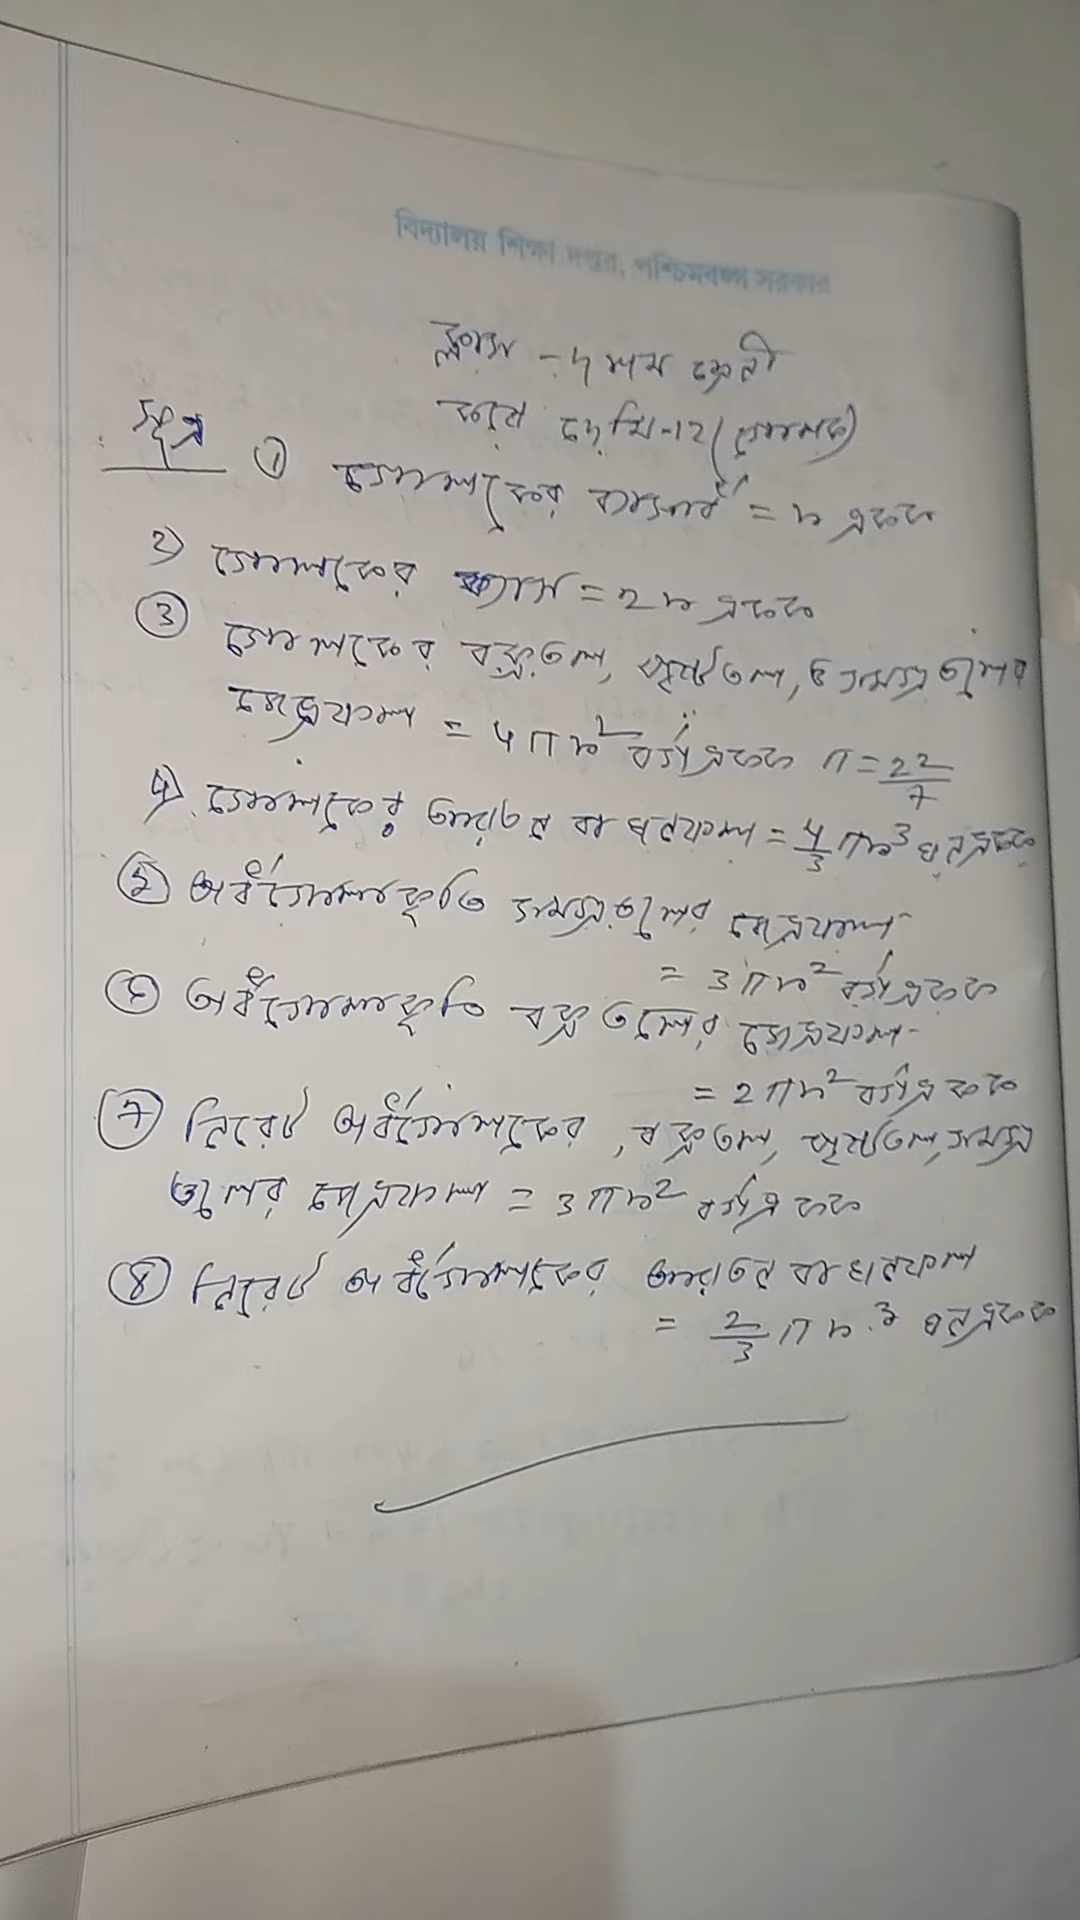 বিদ্যালয় শিক্ষা দপ্তর, পশ্চিমবঙ্গ সরকার
ক্লাস - দশম শ্রেনী
কষে দেখি-12 (গোলক)
সূত্র ① গোলকের ব্যাসার্ধ = r একক
2) গোলকের ব্যাস = 2r একক
③ গোলকের বক্রতল, পৃষ্ঠতল, ও সমগ্রতলের
ক্ষেত্রফল = 4πr² বর্গএকক π = 22/7
4) গোলকের আয়তন বা ঘনফল = 4/3 πr³ ঘনএকক
⑤ অর্ধগোলাকৃতি সমগ্রতলের ক্ষেত্রফল
= 3πr² বর্গএকক
⑥ অর্ধগোলাকৃতি বক্রতলের ক্ষেত্রফল
= 2πr² বর্গএকক
⑦ নিরেট অর্ধগোলকের, বক্রতল, পৃষ্ঠতল, সমগ্র
তলের ক্ষেত্রফল = 3πr² বর্গএকক
⑧ নিরেট অর্ধগোলকের আয়তন বা ঘনফল
= 2/3 πr³ ঘনএকক